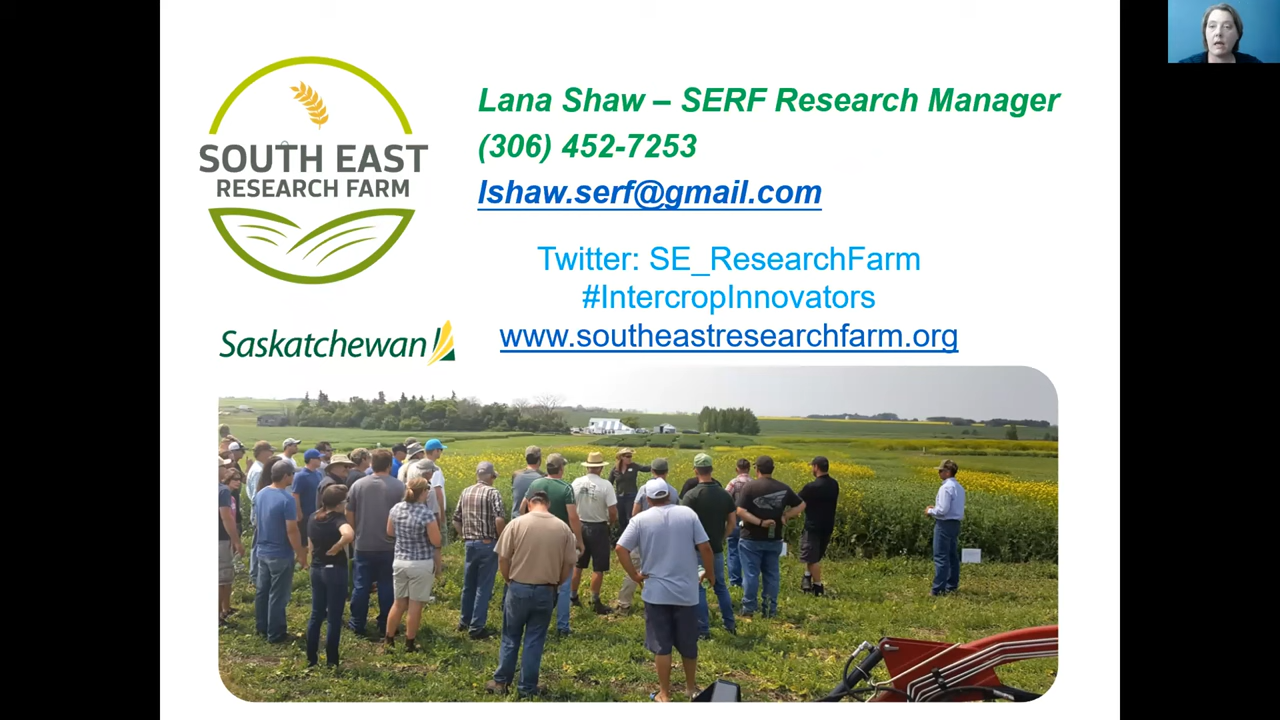 SOUTH EAST
RESEARCH FARM
Saskatchewan
Lana Shaw – SERF Research Manager
(306) 452-7253
lshaw.serf@gmail.com
Twitter: SE_ResearchFarm
#IntercropInnovators
www.southeastresearchfarm.org